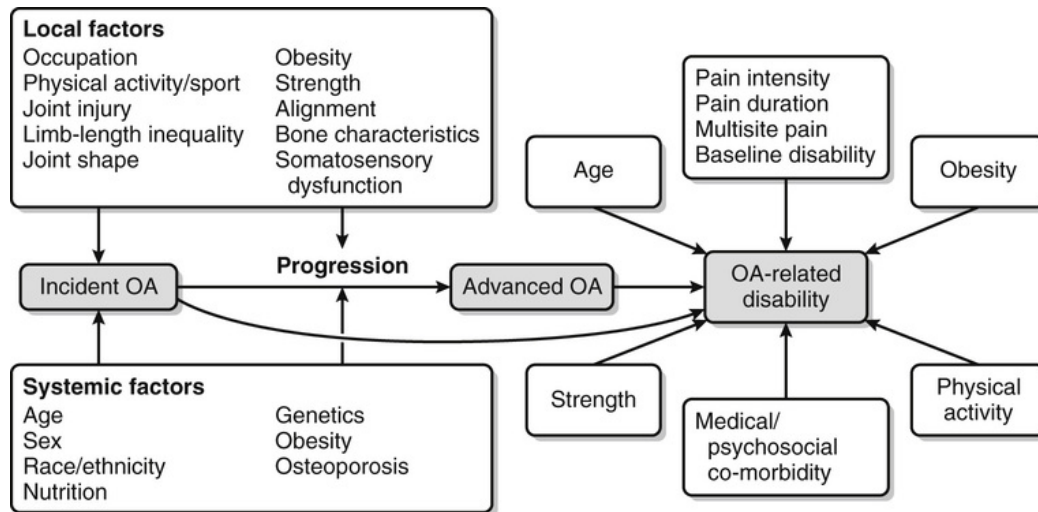 Local factors
Occupation
Physical activity/sport
Joint injury
Limb-length inequality
Joint shape
Obesity
Strength
Alignment
Bone characteristics
Somatosensory
dysfunction
Age
Pain intensity
Pain duration
Multisite pain
Baseline disability
Obesity
Incident OA
Progression
Advanced OA
OA-related
disability
Systemic factors
Age
Sex
Race/ethnicity
Nutrition
Genetics
Obesity
Osteoporosis
Strength
Medical/
psychosocial
co-morbidity
Physical
activity